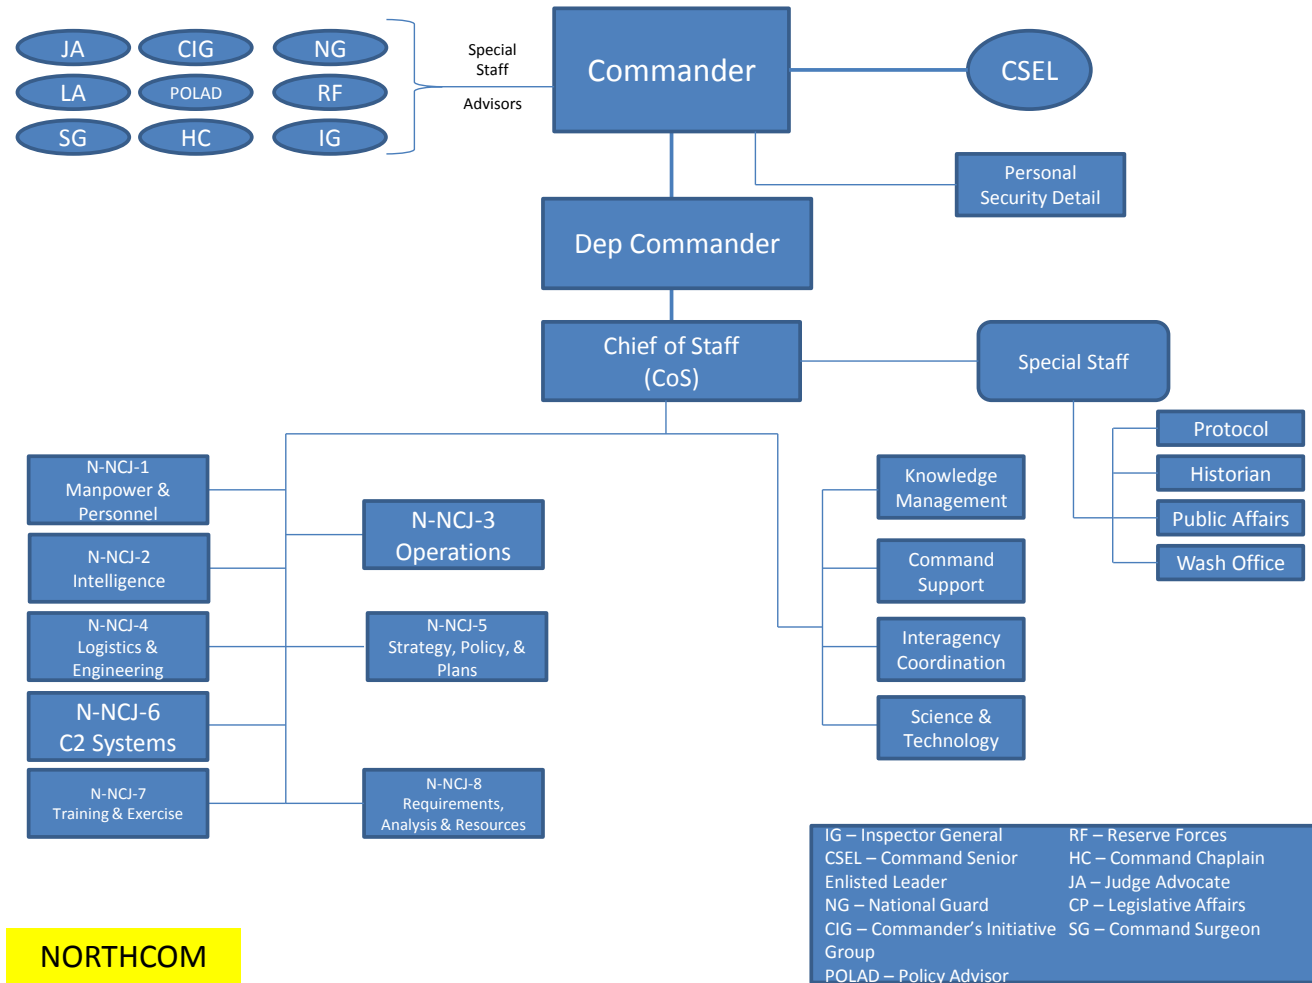 JA
CIG
NG
LA
POLAD
RF
SG
HC
IG
Special
Staff
Advisors
Commander
CSEL
Personal
Security Detail
Dep Commander
Chief of Staff
(CoS)
Special Staff
Protocol
Historian
Public Affairs
Wash Office
N-NCJ-1
Manpower &
Personnel
N-NCJ-2
Intelligence
N-NCJ-4
Logistics &
Engineering
N-NCJ-6
C2 Systems
N-NCJ-7
Training & Exercise
N-NCJ-3
Operations
N-NCJ-5
Strategy, Policy, &
Plans
N-NCJ-8
Requirements,
Analysis & Resources
Knowledge
Management
Command
Support
Interagency
Coordination
Science &
Technology
IG – Inspector General
CSEL – Command Senior
Enlisted Leader
NG – National Guard
CIG – Commander's Initiative
Group
POLAD – Policy Advisor
RF – Reserve Forces
HC – Command Chaplain
JA – Judge Advocate
CP – Legislative Affairs
SG – Command Surgeon
NORTHCOM